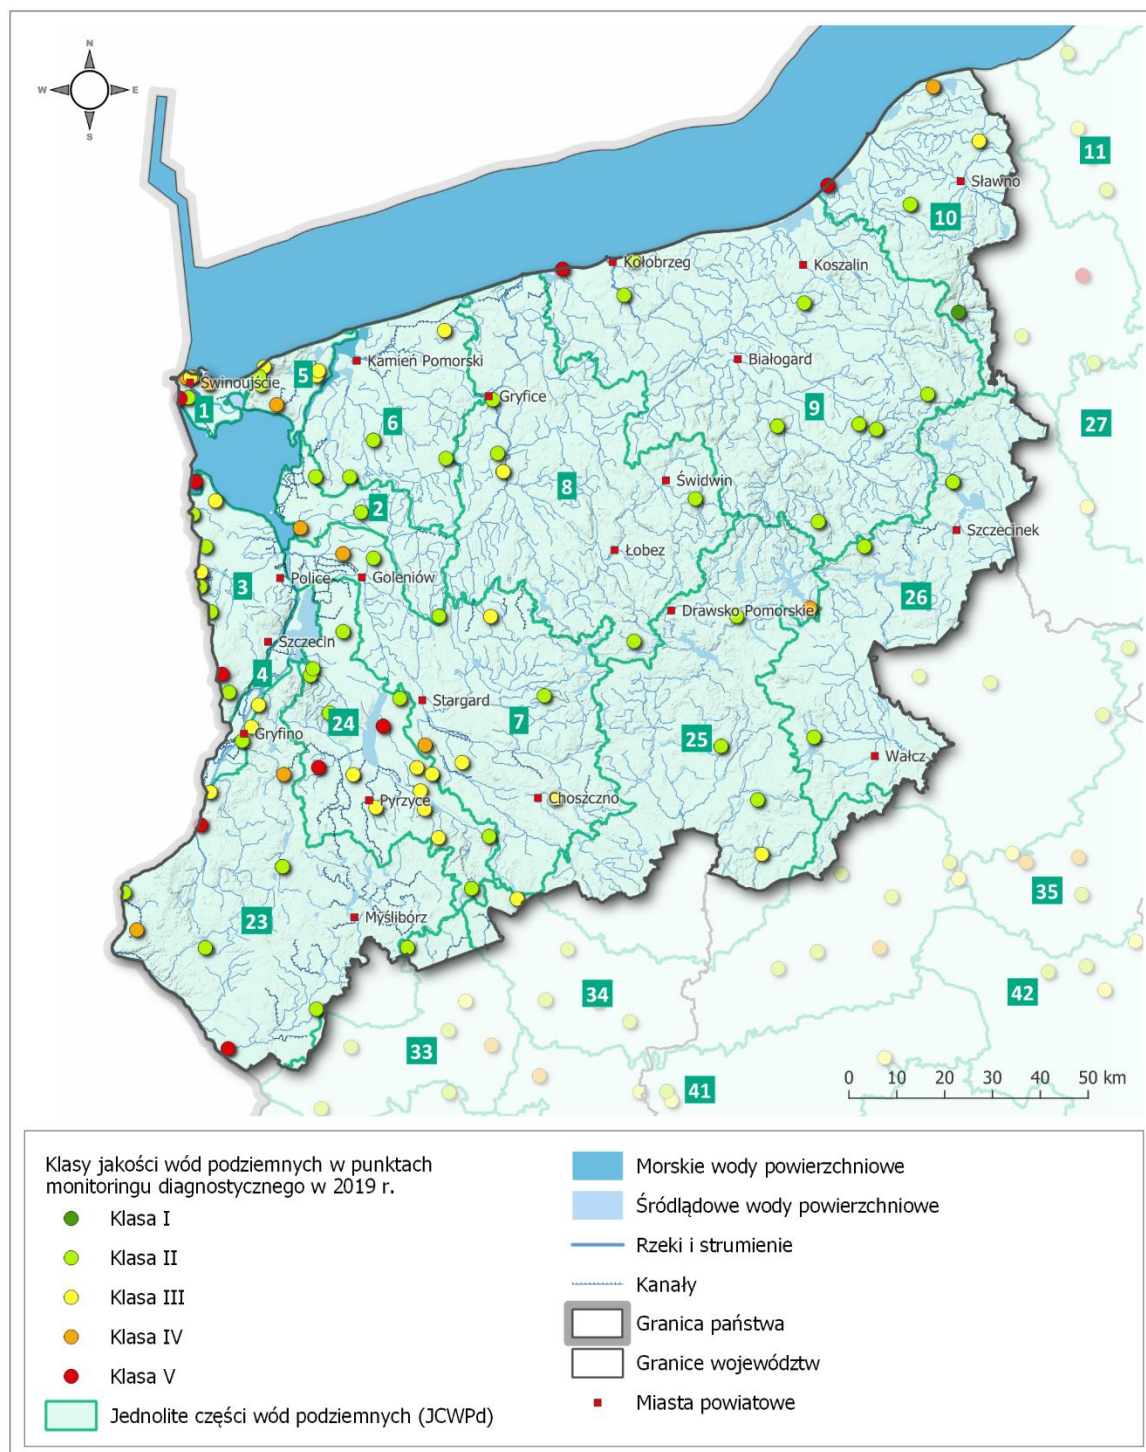 N
W
E
S
11
Sławno
10
Kołobrzeg
Koszalin
Kamień Pomorski
Białogard
5
Świnoujście
1
Gryfice
6
9
27
8
Świdwin
2
Szczecinek
Łobez
3
Police
Goleniów
26
Drawsko Pomorskie
Szczecin
4
Stargard
24
7
25
Gryfino
Wałcz
Pyrzyce
Choszczno
35
23
Myślibórz
34
42
33
41
0 10 20 30 40 50 km
Klasy jakości wód podziemnych w punktach
monitoringu diagnostycznego w 2019 r.
Klasa I
Klasa II
Klasa III
Klasa IV
Klasa V
Jednolite części wód podziemnych (JCWPd)
Morskie wody powierzchniowe
Śródlądowe wody powierzchniowe
Rzeki i strumienie
Kanały
Granica państwa
Granice województw
Miasta powiatowe